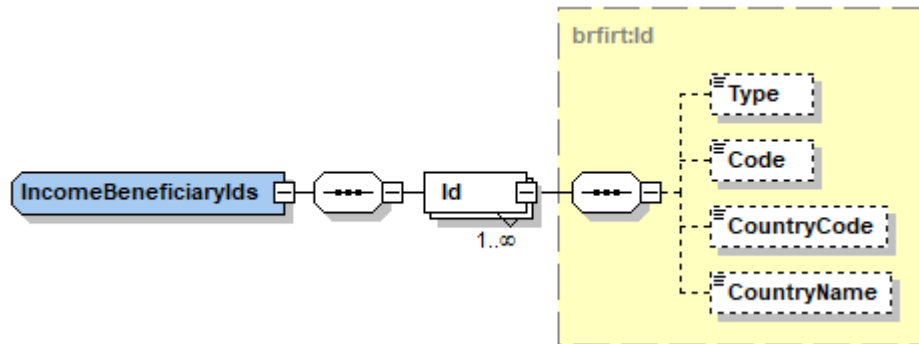 brfirt:Id
Type
Code
IncomeBeneficiaryIds
Id
1..∞
CountryCode
CountryName